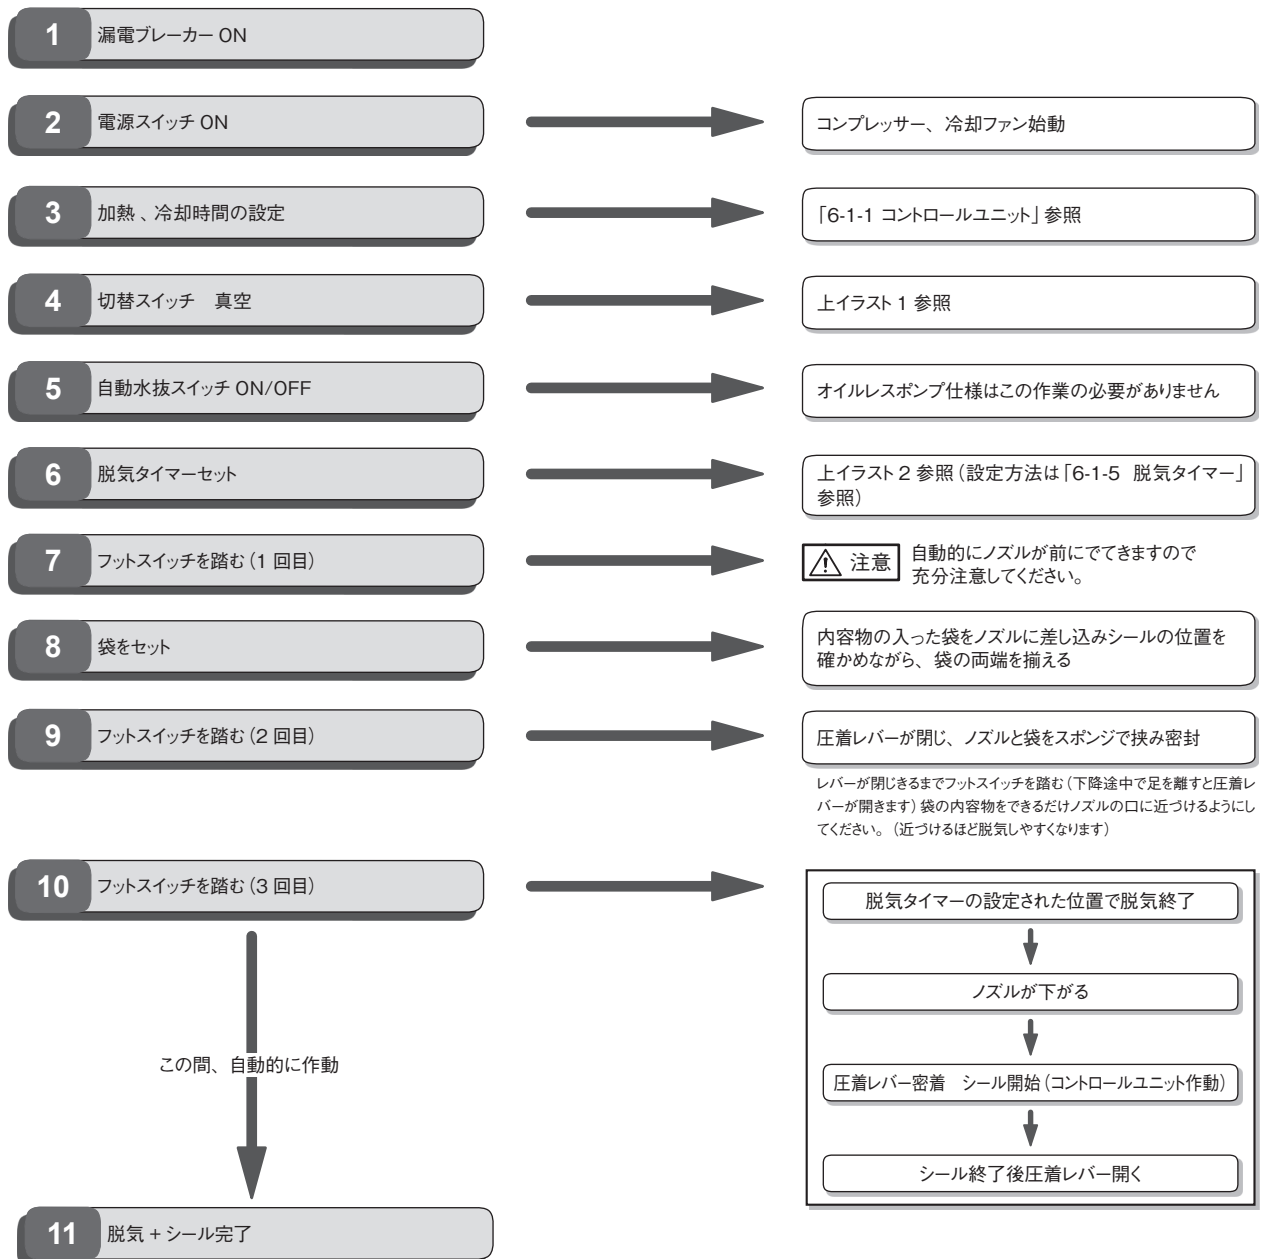 1 漏電ブレーカー ON
2 電源スイッチ ON
コンプレッサー、冷却ファン始動
3 加熱 、冷却時間の設定
「6-1-1 コントロールユニット」参照
4 切替スイッチ　真空
上イラスト 1 参照
5 自動水抜スイッチ ON/OFF
オイルレスポンプ仕様はこの作業の必要がありません
6 脱気タイマーセット
上イラスト 2 参照（設定方法は「6-1-5 脱気タイマー」
参照）
7 フットスイッチを踏む（1 回目）
注意 自動的にノズルが前にでてきますので
充分注意してください。
8 袋をセット
内容物の入った袋をノズルに差し込みシールの位置を
確かめながら、袋の両端を揃える
9 フットスイッチを踏む（2 回目）
圧着レバーが閉じ、ノズルと袋をスポンジで挟み密封
レバーが閉じきるまでフットスイッチを踏む（下降途中で足を離すと圧着レ
バーが開きます）袋の内容物をできるだけノズルの口に近づけるようにし
てください。（近づけるほど脱気しやすくなります）
10 フットスイッチを踏む（3 回目）
脱気タイマーの設定された位置で脱気終了
ノズルが下がる
この間、自動的に作動
圧着レバー密着　シール開始（コントロールユニット作動）
シール終了後圧着レバー開く
11 脱気 + シール完了